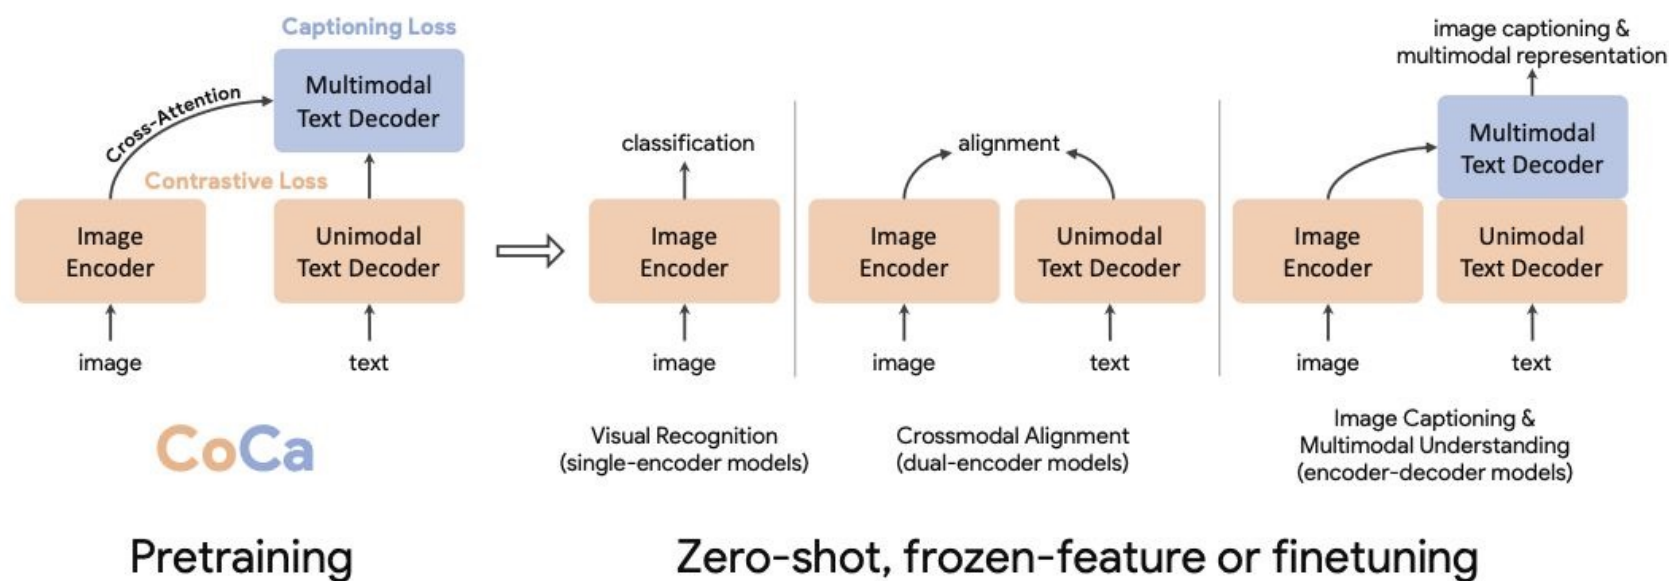 Captioning Loss
Multimodal
Text Decoder
Cross-Attention
Contrastive Loss
Image
Encoder
Unimodal
Text Decoder
image
text
CoCa
Pretraining
classification
Image
Encoder
image
Visual Recognition
(single-encoder models)
alignment
Image
Encoder
Unimodal
Text Decoder
image
text
Crossmodal Alignment
(dual-encoder models)
image captioning &
multimodal representation
Multimodal
Text Decoder
Image
Encoder
Unimodal
Text Decoder
image
text
Image Captioning &
Multimodal Understanding
(encoder-decoder models)
Zero-shot, frozen-feature or finetuning